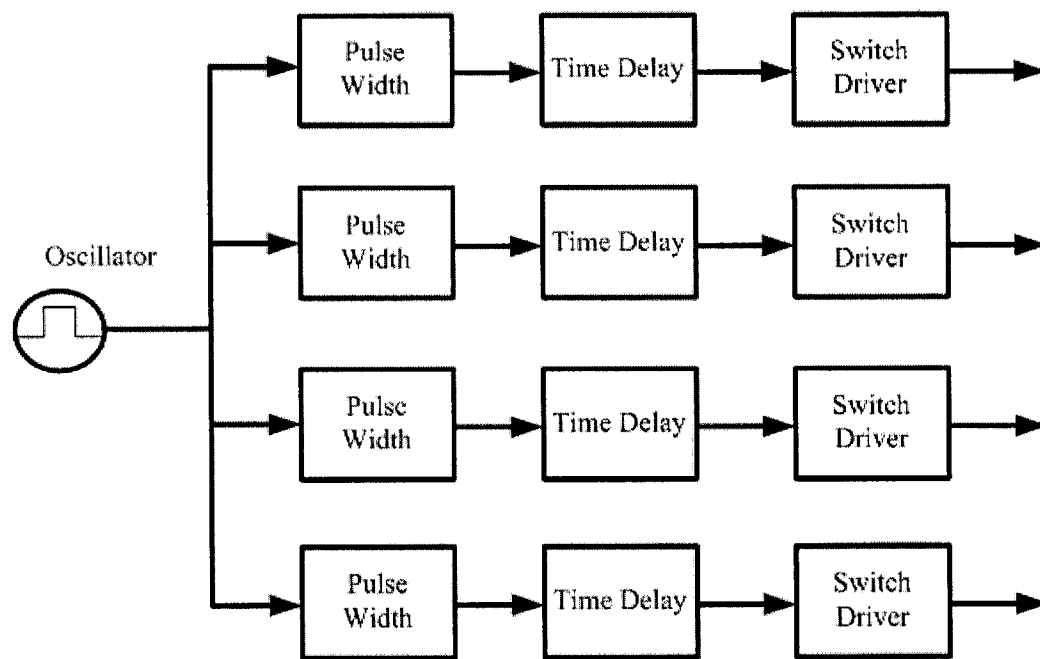 Pulse
Width
Time Delay
Switch
Driver
Pulse
Width
Time Delay
Switch
Driver
Oscillator
Pulse
Width
Time Delay
Switch
Driver
Pulse
Width
Time Delay
Switch
Driver